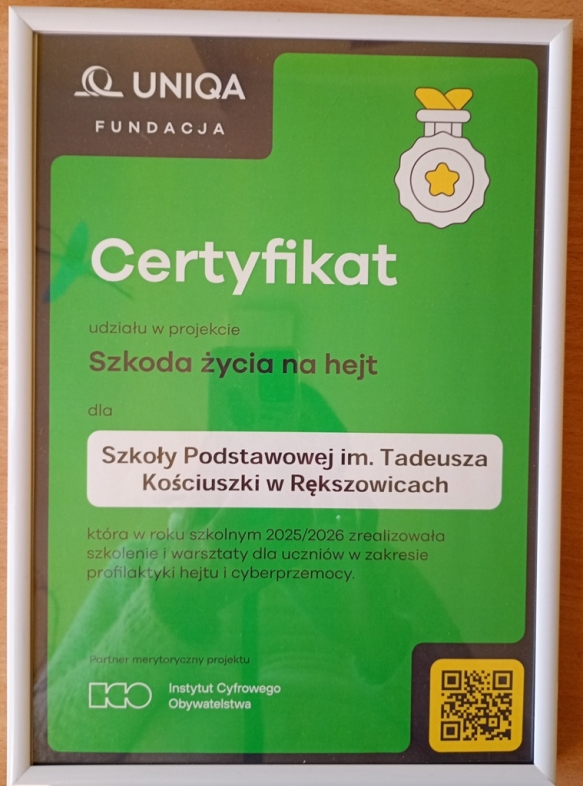 UNIQA
FUNDACJA
Certyfikat
udziału w projekcie
Szkoda życia na hejt
dla
Szkoły Podstawowej im. Tadeusza
Kościuszki w Rększowicach
która w roku szkolnym 2025/2026 zrealizowała
szkolenie i warsztaty dla uczniów w zakresie
profilaktyki hejtu i cyberprzemocy.
Partner merytoryczny projektu
Instytut Cyfrowego
Obywatelstwa